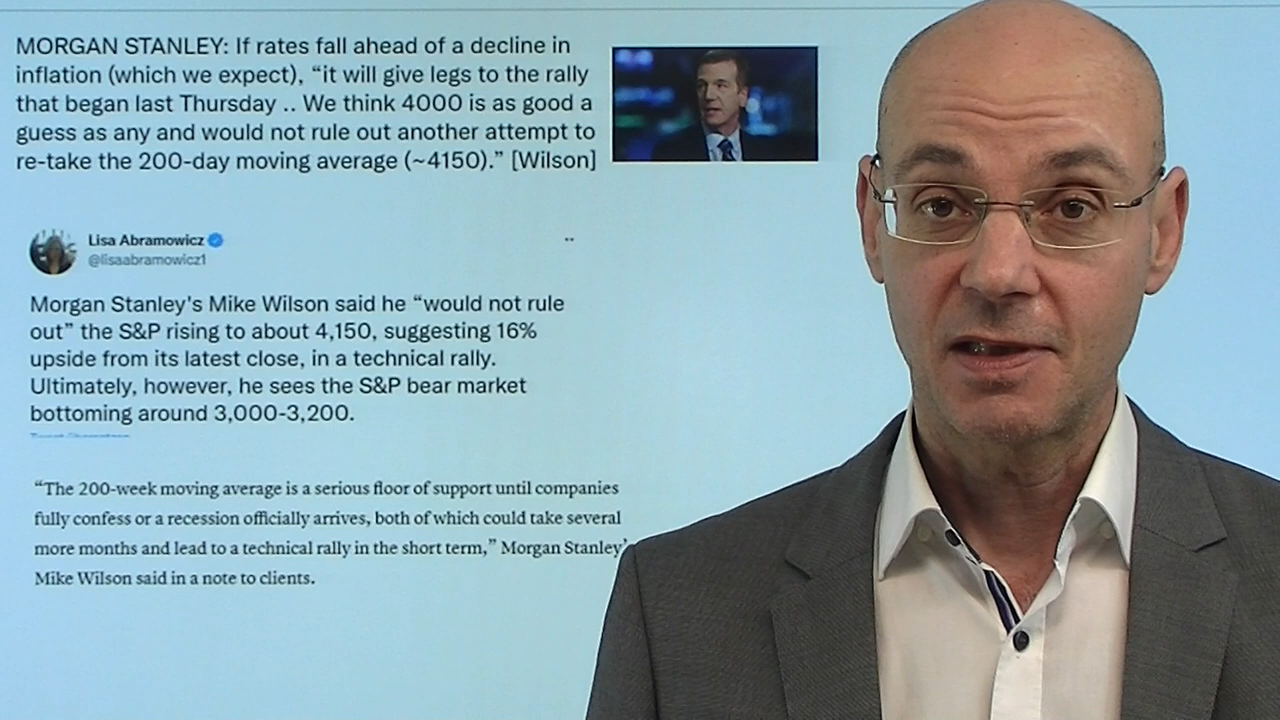 MORGAN STANLEY: If rates fall ahead of a decline in
inflation (which we expect), “it will give legs to the rally
that began last Thursday .. We think 4000 is as good a
guess as any and would not rule out another attempt to
re-take the 200-day moving average (~4150).” [Wilson]
Lisa Abramowicz
@lisaabramowicz1
Morgan Stanley's Mike Wilson said he “would not rule
out” the S&P rising to about 4,150, suggesting 16%
upside from its latest close, in a technical rally.
Ultimately, however, he sees the S&P bear market
bottoming around 3,000-3,200.
“The 200-week moving average is a serious floor of support until companies
fully confess or a recession officially arrives, both of which could take several
more months and lead to a technical rally in the short term,” Morgan Stanley’
Mike Wilson said in a note to clients.